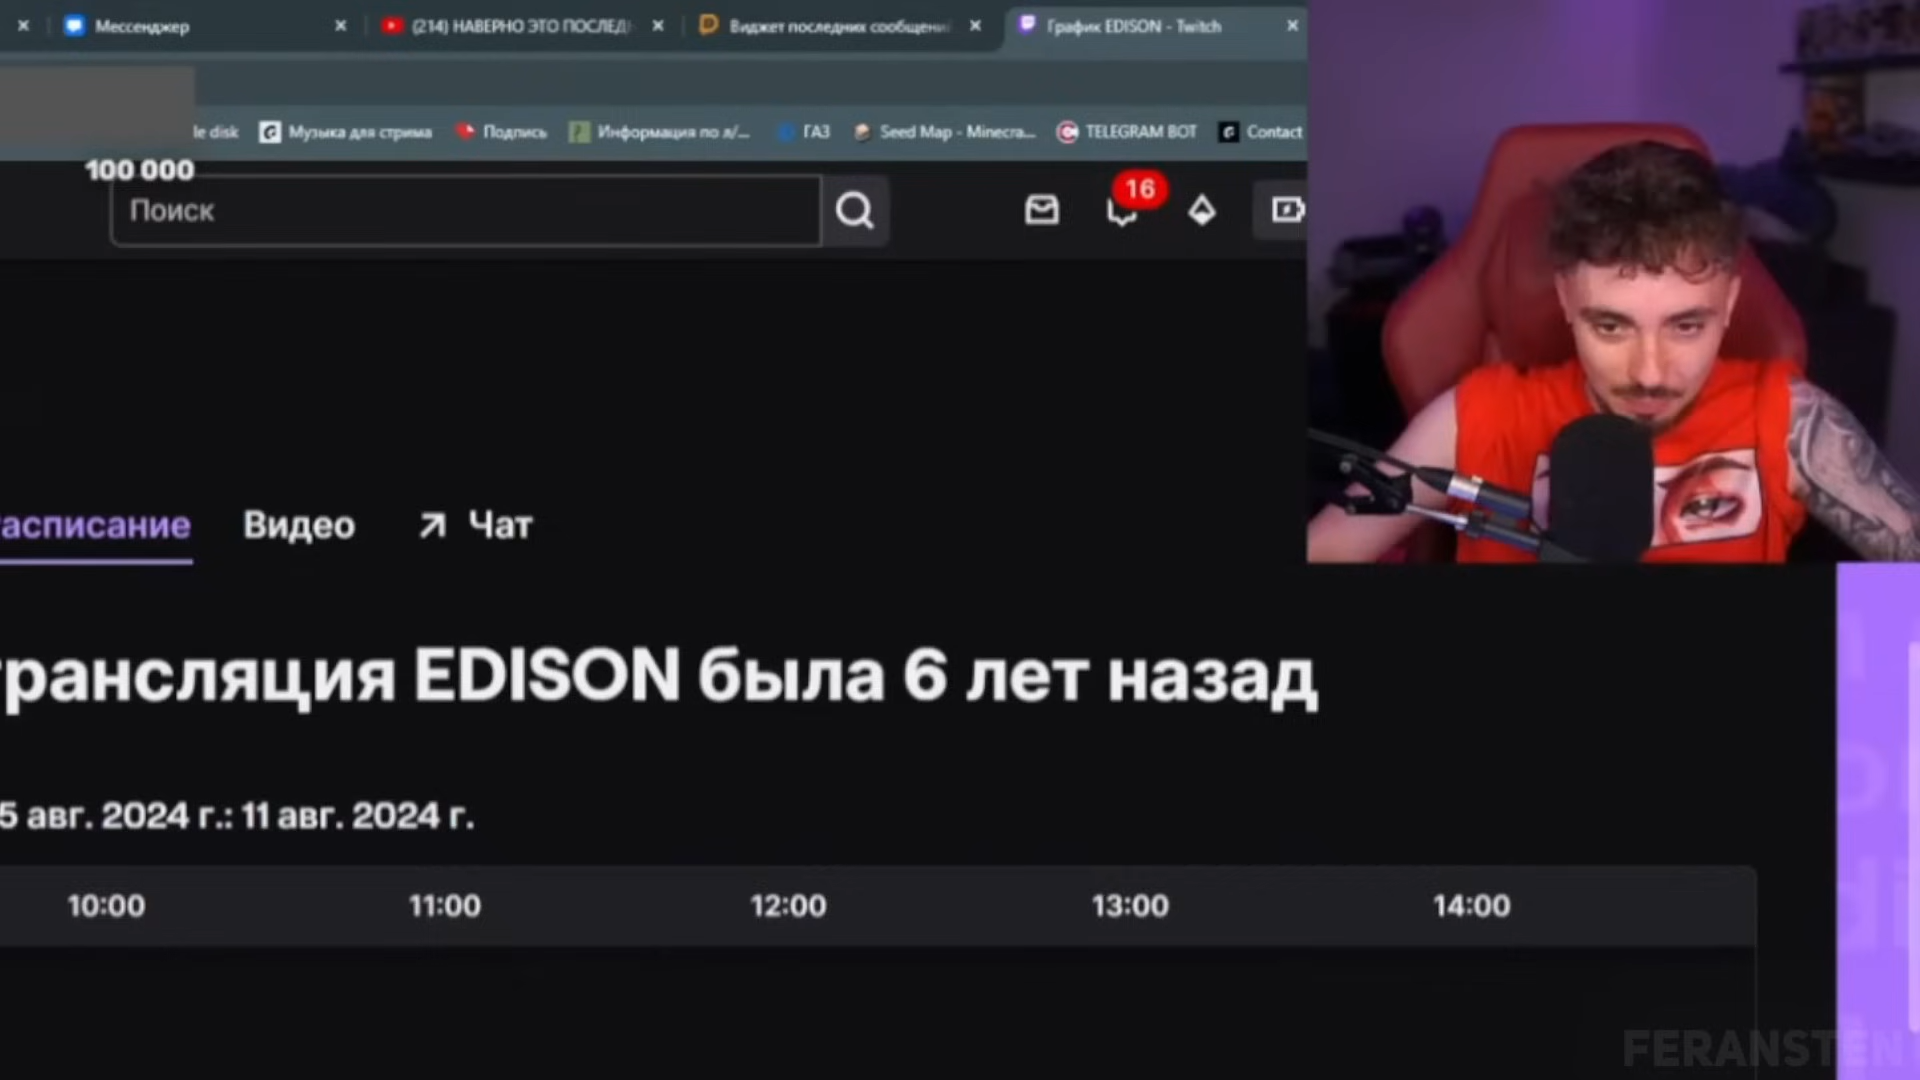 Мессенджер
(214) НАВЕРНО ЭТО ПОСЛЕД
Виджет последних сообщени
График EDISON - Twitch
le disk
Музыка для стрима
Подпись
Информация по л/...
ГАЗ
Seed Map - Minecra...
TELEGRAM BOT
Contact
100 000
Поиск
16
асписание
Видео
Чат
трансляция EDISON была 6 лет назад
5 авг. 2024 г.: 11 авг. 2024 г.
10:00
11:00
12:00
13:00
14:00
FERANSTEN